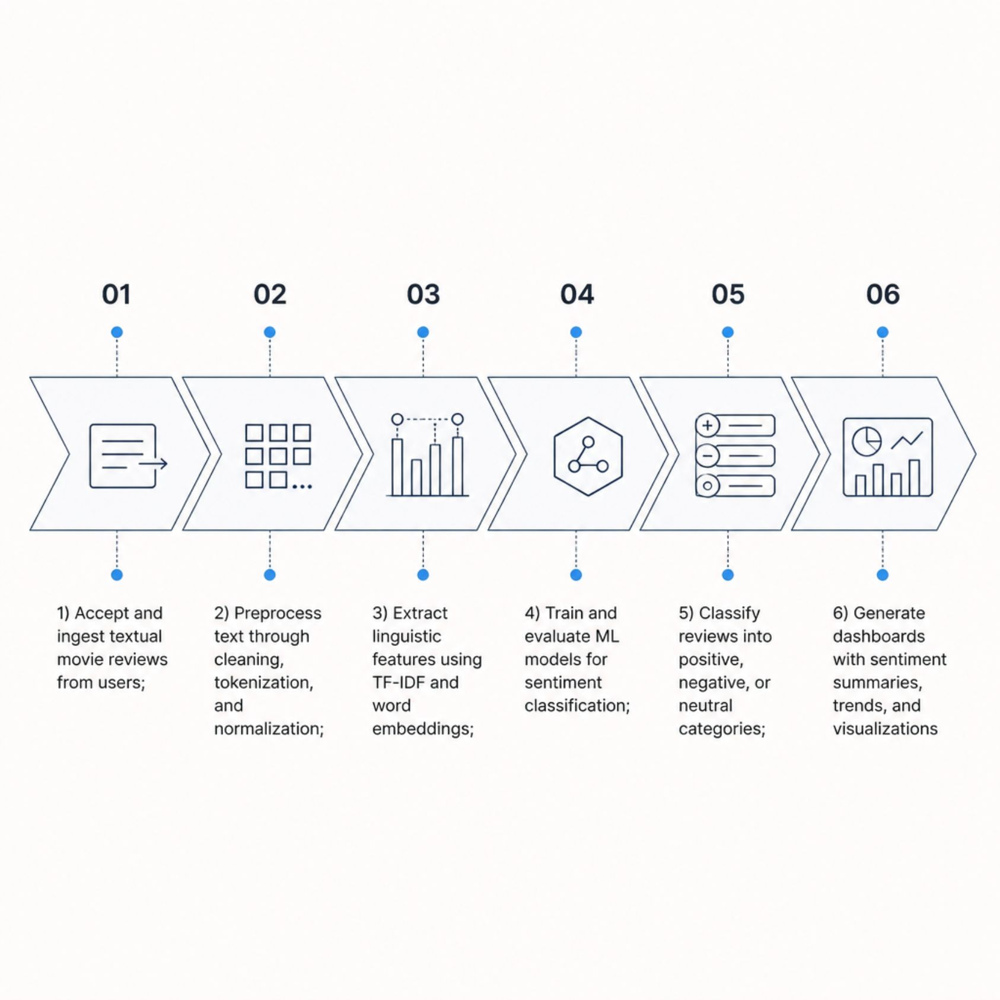 01
02
03
04
05
06
1) Accept and
ingest textual
movie reviews
from users;
2) Preprocess
text through
cleaning,
tokenization,
and
normalization;
3) Extract
linguistic
features using
TF-IDF and
word
embeddings;
4) Train and
evaluate ML
models for
sentiment
classification;
5) Classify
reviews into
positive,
negative, or
neutral
categories;
6) Generate
dashboards
with sentiment
summaries,
trends, and
visualizations